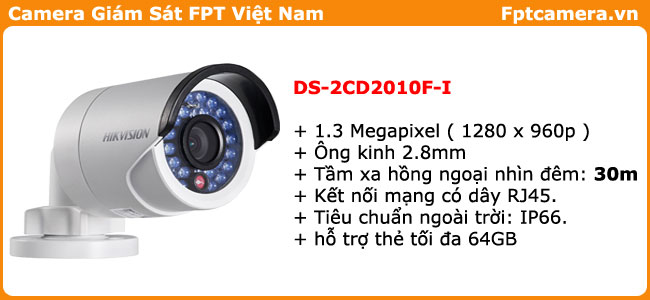 Camera Giám Sát FPT Việt Nam
Fptcamera.vn
HIKVISION
DS-2CD2010F-I
+ 1.3 Megapixel ( 1280 x 960p )
+ Ông kinh 2.8mm
+ Tầm xa hồng ngoại nhìn đêm: 30m
+ Kết nối mạng có dây RJ45.
+ Tiêu chuẩn ngoài trời: IP66.
+ hỗ trợ thẻ tối đa 64GB